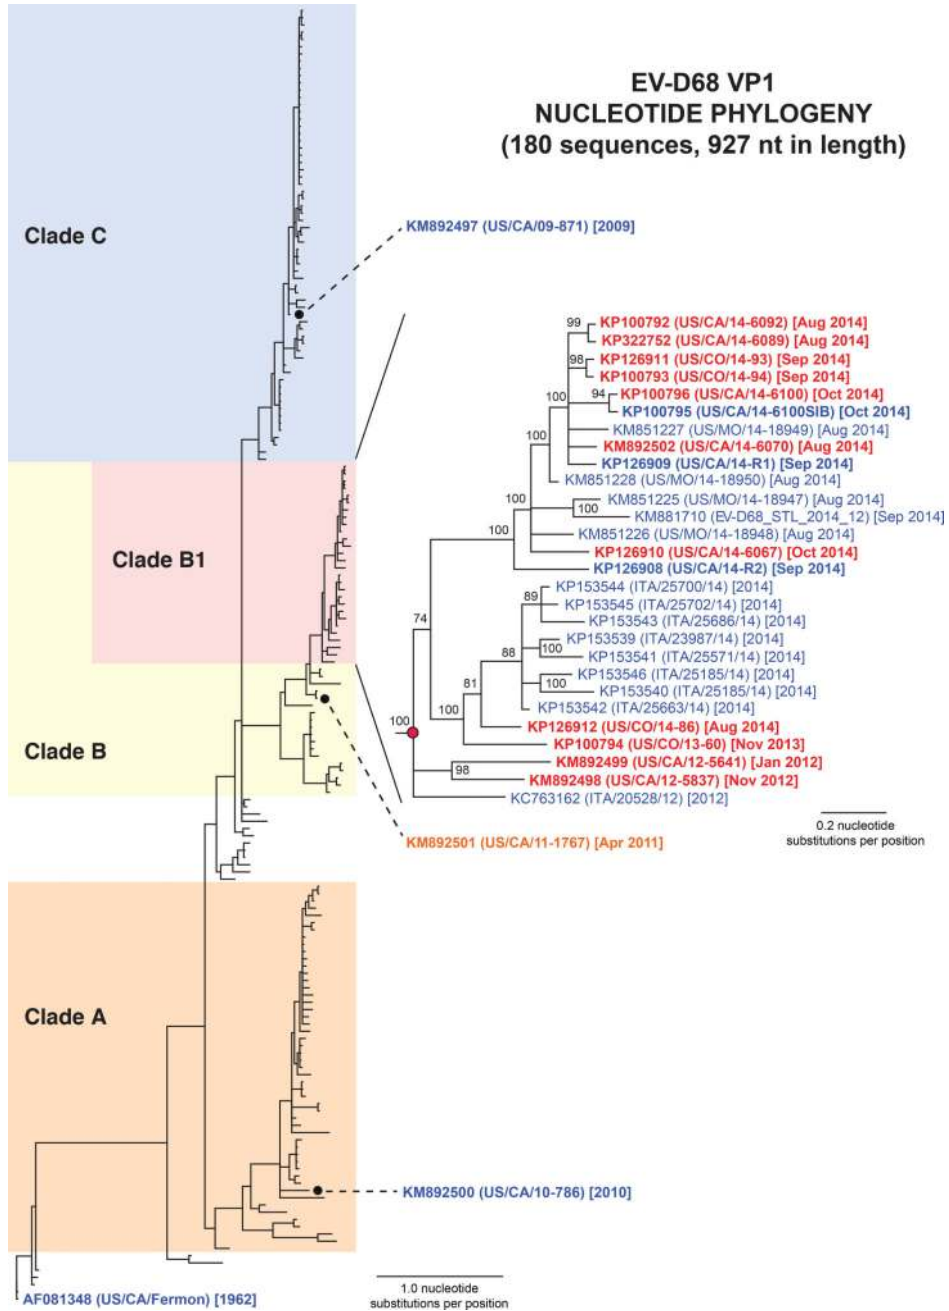 EV-D68 VP1
NUCLEOTIDE PHYLOGENY
(180 sequences, 927 nt in length)
Clade C
KM892497 (US/CA/09-871) [2009]
99
KP100792 (US/CA/14-6092) [Aug 2014]
KP322752 (US/CA/14-6089) [Aug 2014]
98
KP126911 (US/CO/14-93) [Sep 2014]
KP100793 (US/CO/14-94) [Sep 2014]
100
94
KP100796 (US/CA/14-6100) [Oct 2014]
KP100795 (US/CA/14-6100SIB) [Oct 2014]
KM851227 (US/MO/14-18949) [Aug 2014]
100
KM892502 (US/CA/14-6070) [Aug 2014]
KP126909 (US/CA/14-R1) [Sep 2014]
KM851228 (US/MO/14-18950) [Aug 2014]
100
KM851225 (US/MO/14-18947) [Aug 2014]
100
KM881710 (EV-D68_STL_2014_12) [Sep 2014]
100
KM851226 (US/MO/14-18948) [Aug 2014]
KP126910 (US/CA/14-6067) [Oct 2014]
KP126908 (US/CA/14-R2) [Sep 2014]
Clade B1
KP153544 (ITA/25700/14) [2014]
89
KP153545 (ITA/25702/14) [2014]
74
KP153543 (ITA/25686/14) [2014]
KP153539 (ITA/23987/14) [2014]
88
100
KP153541 (ITA/25571/14) [2014]
KP153546 (ITA/25185/14) [2014]
81
100
KP153540 (ITA/25185/14) [2014]
KP153542 (ITA/25663/14) [2014]
100
KP126912 (US/CO/14-86) [Aug 2014]
100
KP100794 (US/CO/13-60) [Nov 2013]
KM892499 (US/CA/12-5641) [Jan 2012]
98
KM892498 (US/CA/12-5837) [Nov 2012]
KC763162 (ITA/20528/12) [2012]
Clade B
0.2 nucleotide
substitutions per position
KM892501 (US/CA/11-1767) [Apr 2011]
Clade A
KM892500 (US/CA/10-786) [2010]
1.0 nucleotide
substitutions per position
AF081348 (US/CA/Fermon) [1962]